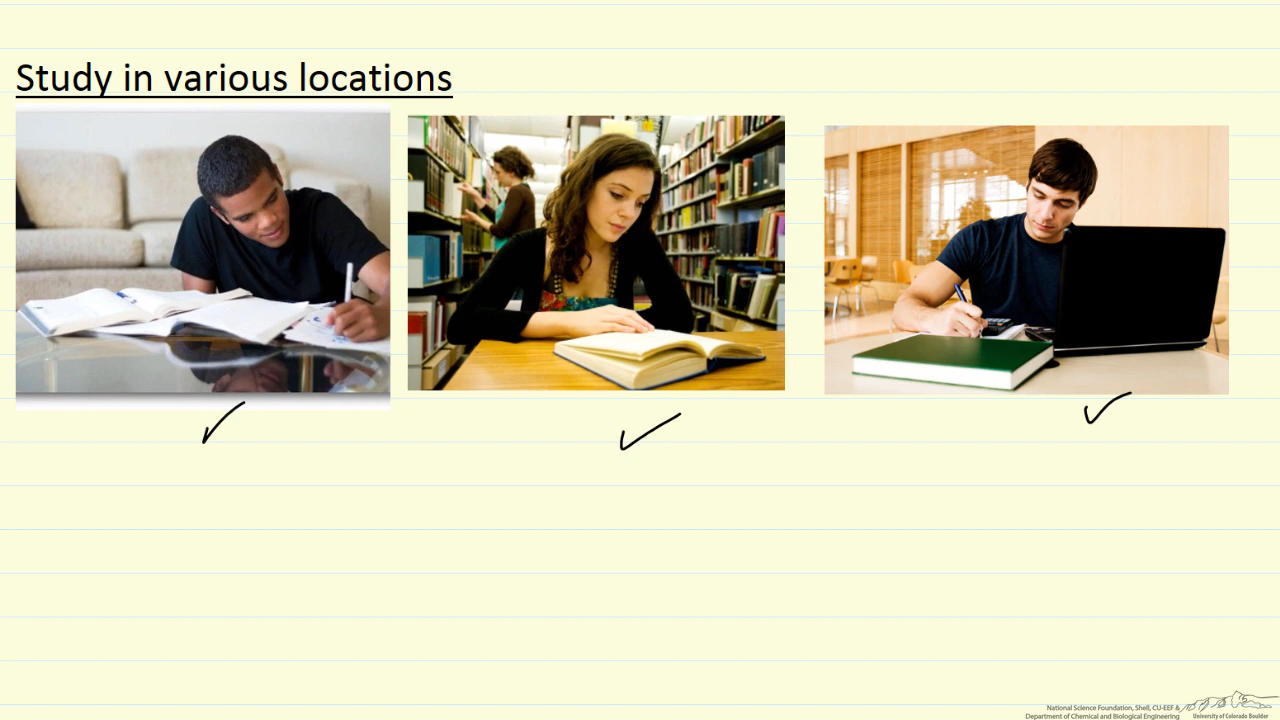 Study in various locations
National Science Foundation, Shell, CU-EEF &
Department of Chemical and Biological Engineering
University of Colorado Boulder